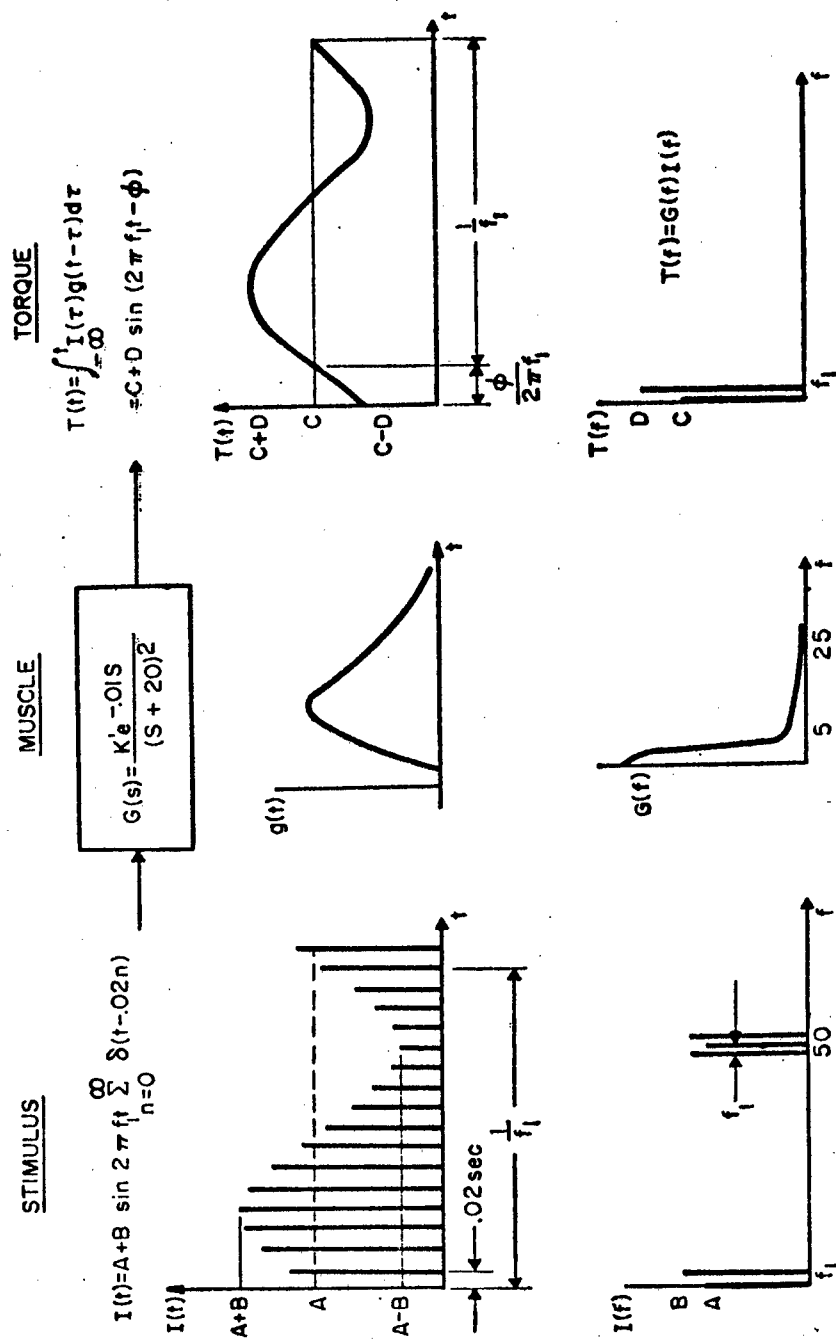 STIMULUS
I(t)=A+B sin 2πf₁t ∞∑n=0 δ(t-.02n)
I(t)
A+B
A
A-B
t
.02sec
1/f₁
I(f)
B
A
f₁
f₁
50
f
MUSCLE
G(s)=K'e-.01S/(S+20)²
g(t)
t
G(f)
5
25
f
TORQUE
T(t)=∫t-∞ I(τ)g(t-τ)dτ
=C+D sin (2πf₁t-ϕ)
T(t)
C+D
C
C-D
t
ϕ/2πf₁
1/f₁
T(f)
D
C
f₁
T(f)=G(f)I(f)
f